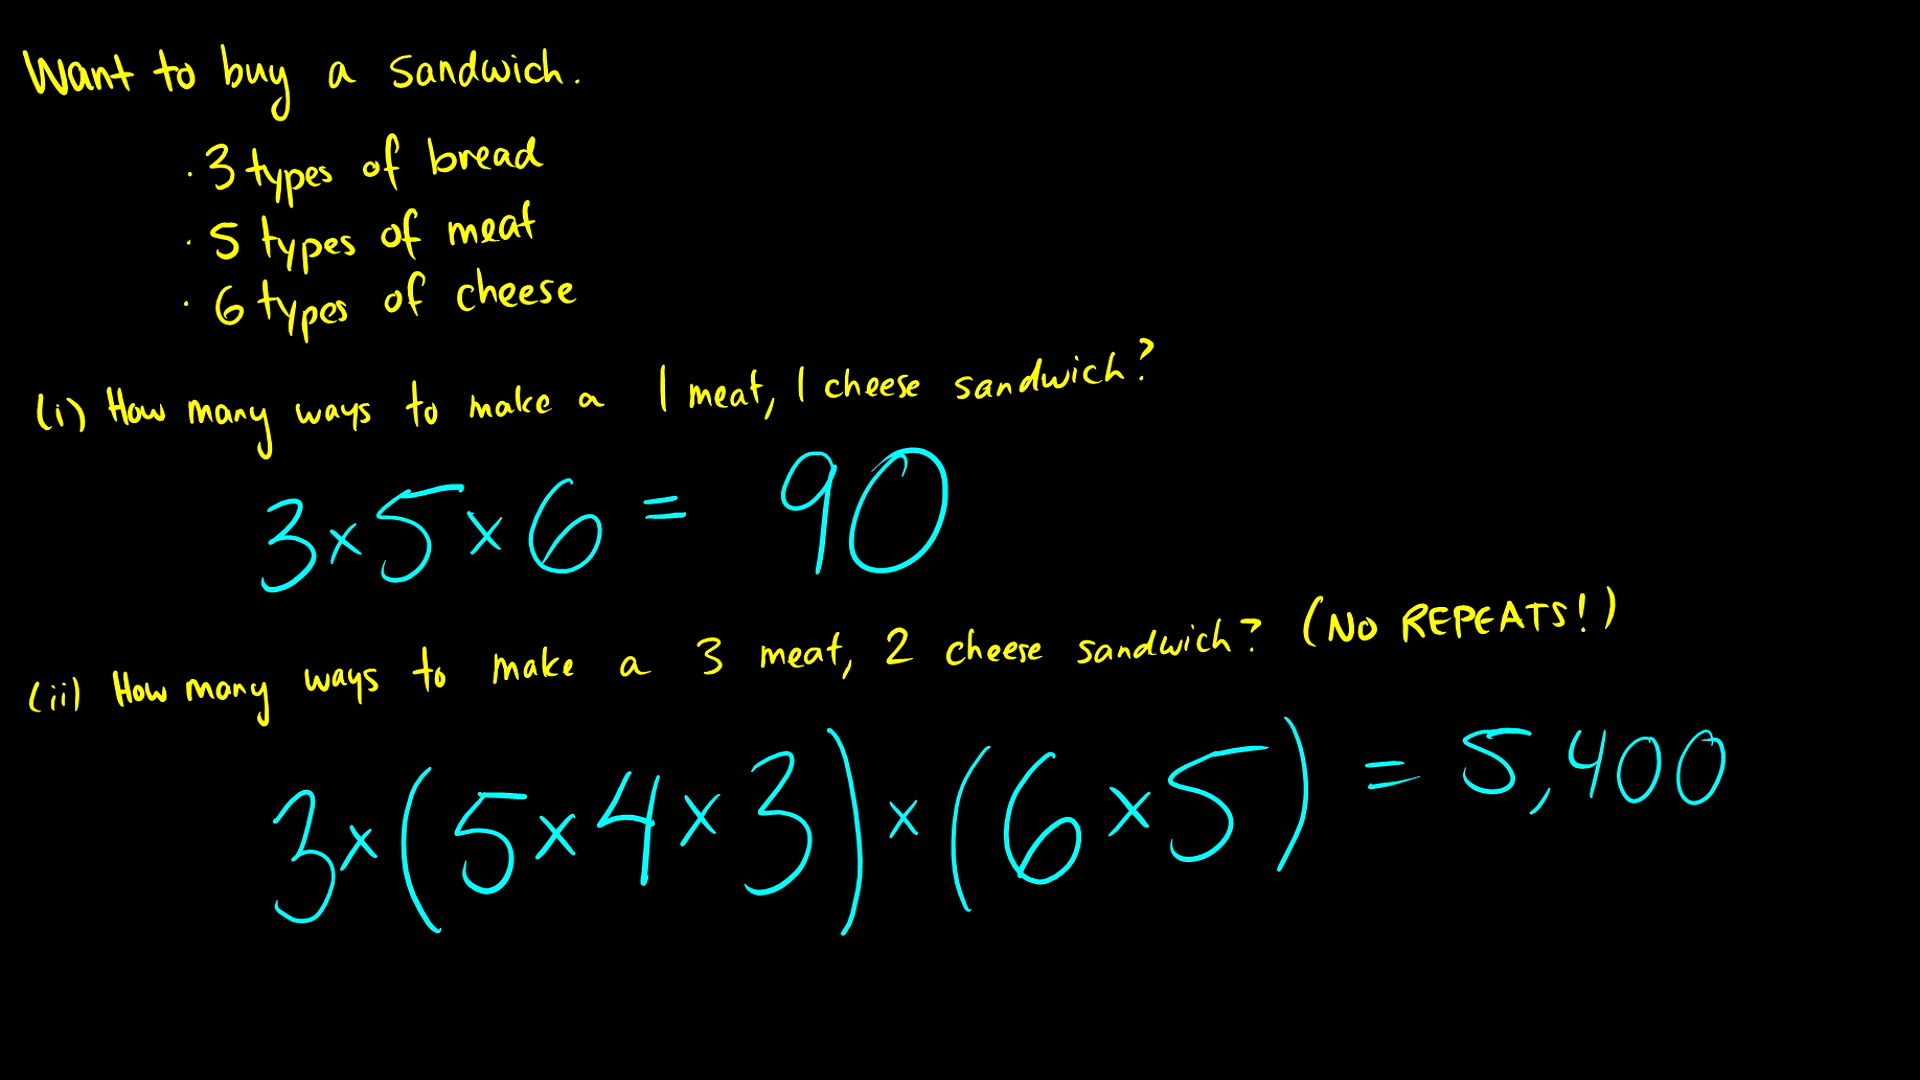 Want to buy a sandwich.
· 3 types of bread
· 5 types of meat
· 6 types of cheese
(i) How many ways to make a 1 meat, 1 cheese sandwich?
3×5×6 = 90
(ii) How many ways to make a 3 meat, 2 cheese sandwich? (NO REPEATS!)
3×(5×4×3)×(6×5) = 5,400